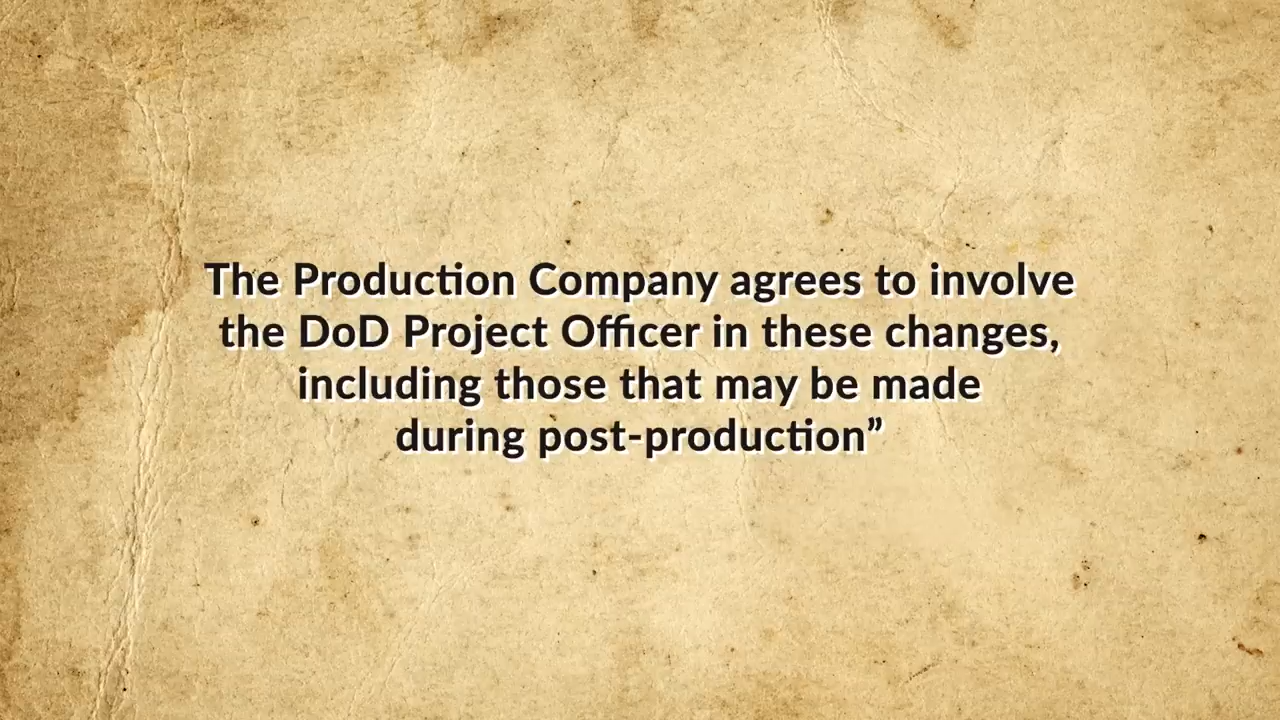 The Production Company agrees to involve
the DoD Project Officer in these changes,
including those that may be made
during post-production”